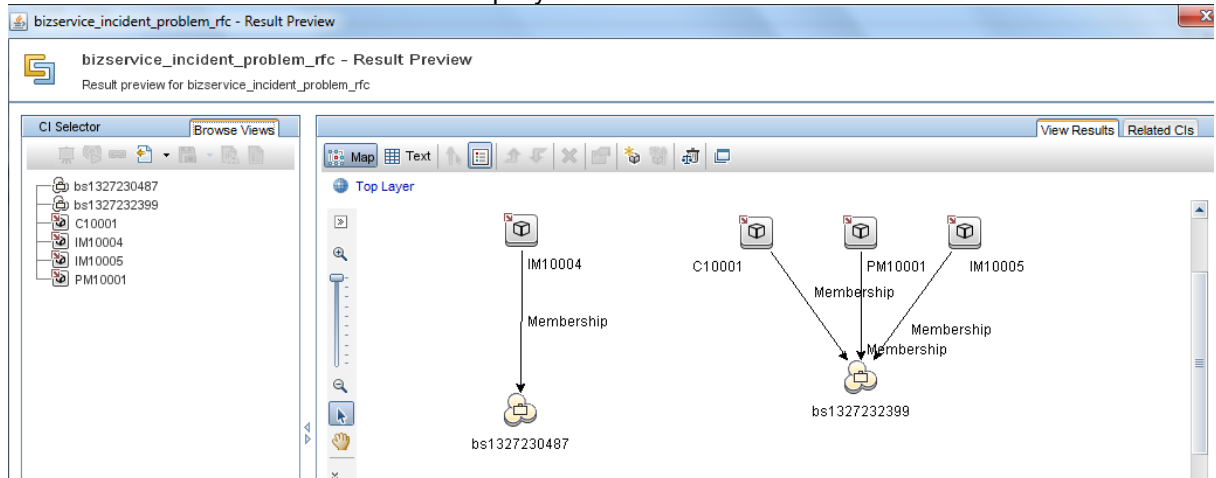 bizservice_incident_problem_rfc - Result Preview
bizservice_incident_problem_rfc - Result Preview
Result preview for bizservice_incident_problem_rfc
CI Selector
Browse Views
bs1327230487
bs1327232399
C10001
IM10004
IM10005
PM10001
View Results
Related CIs
Map
Text
Top Layer
IM10004
C10001
PM10001
IM10005
Membership
Membership
Membership
Membership
bs1327232399
bs1327230487